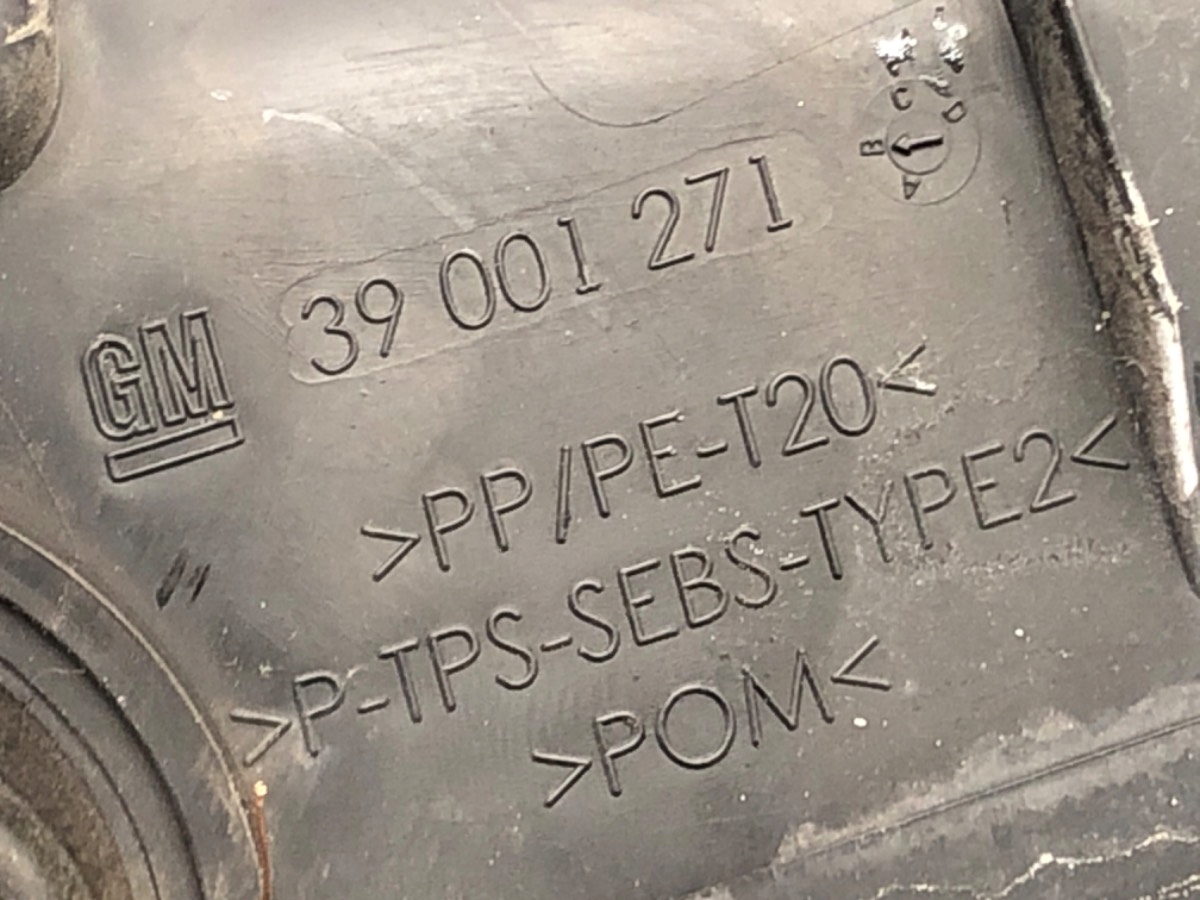 C
D
B
A
GM 39 001 271
>PP/PE-T20<
>P-TPS-SEBS-TYPE2<
>POM<